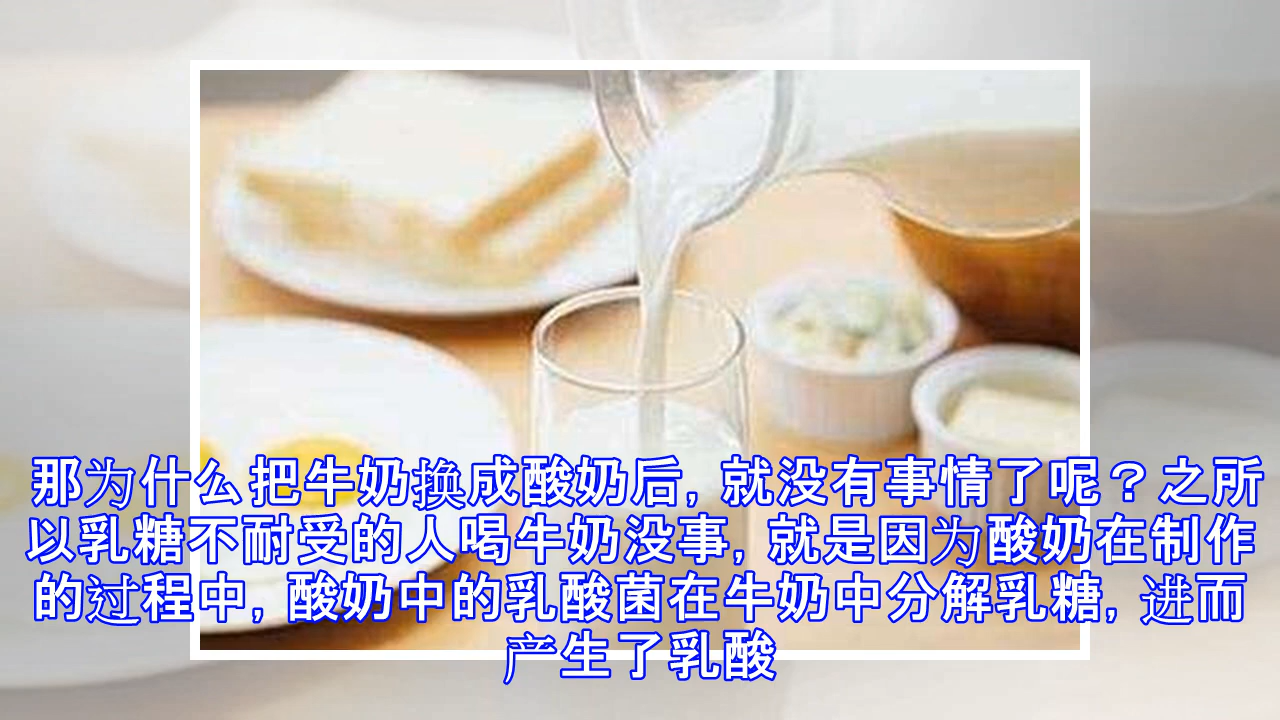 那为什么把牛奶换成酸奶后,就没有事情了呢？之所
以乳糖不耐受的人喝牛奶没事,就是因为酸奶在制作
的过程中,酸奶中的乳酸菌在牛奶中分解乳糖,进而
产生了乳酸